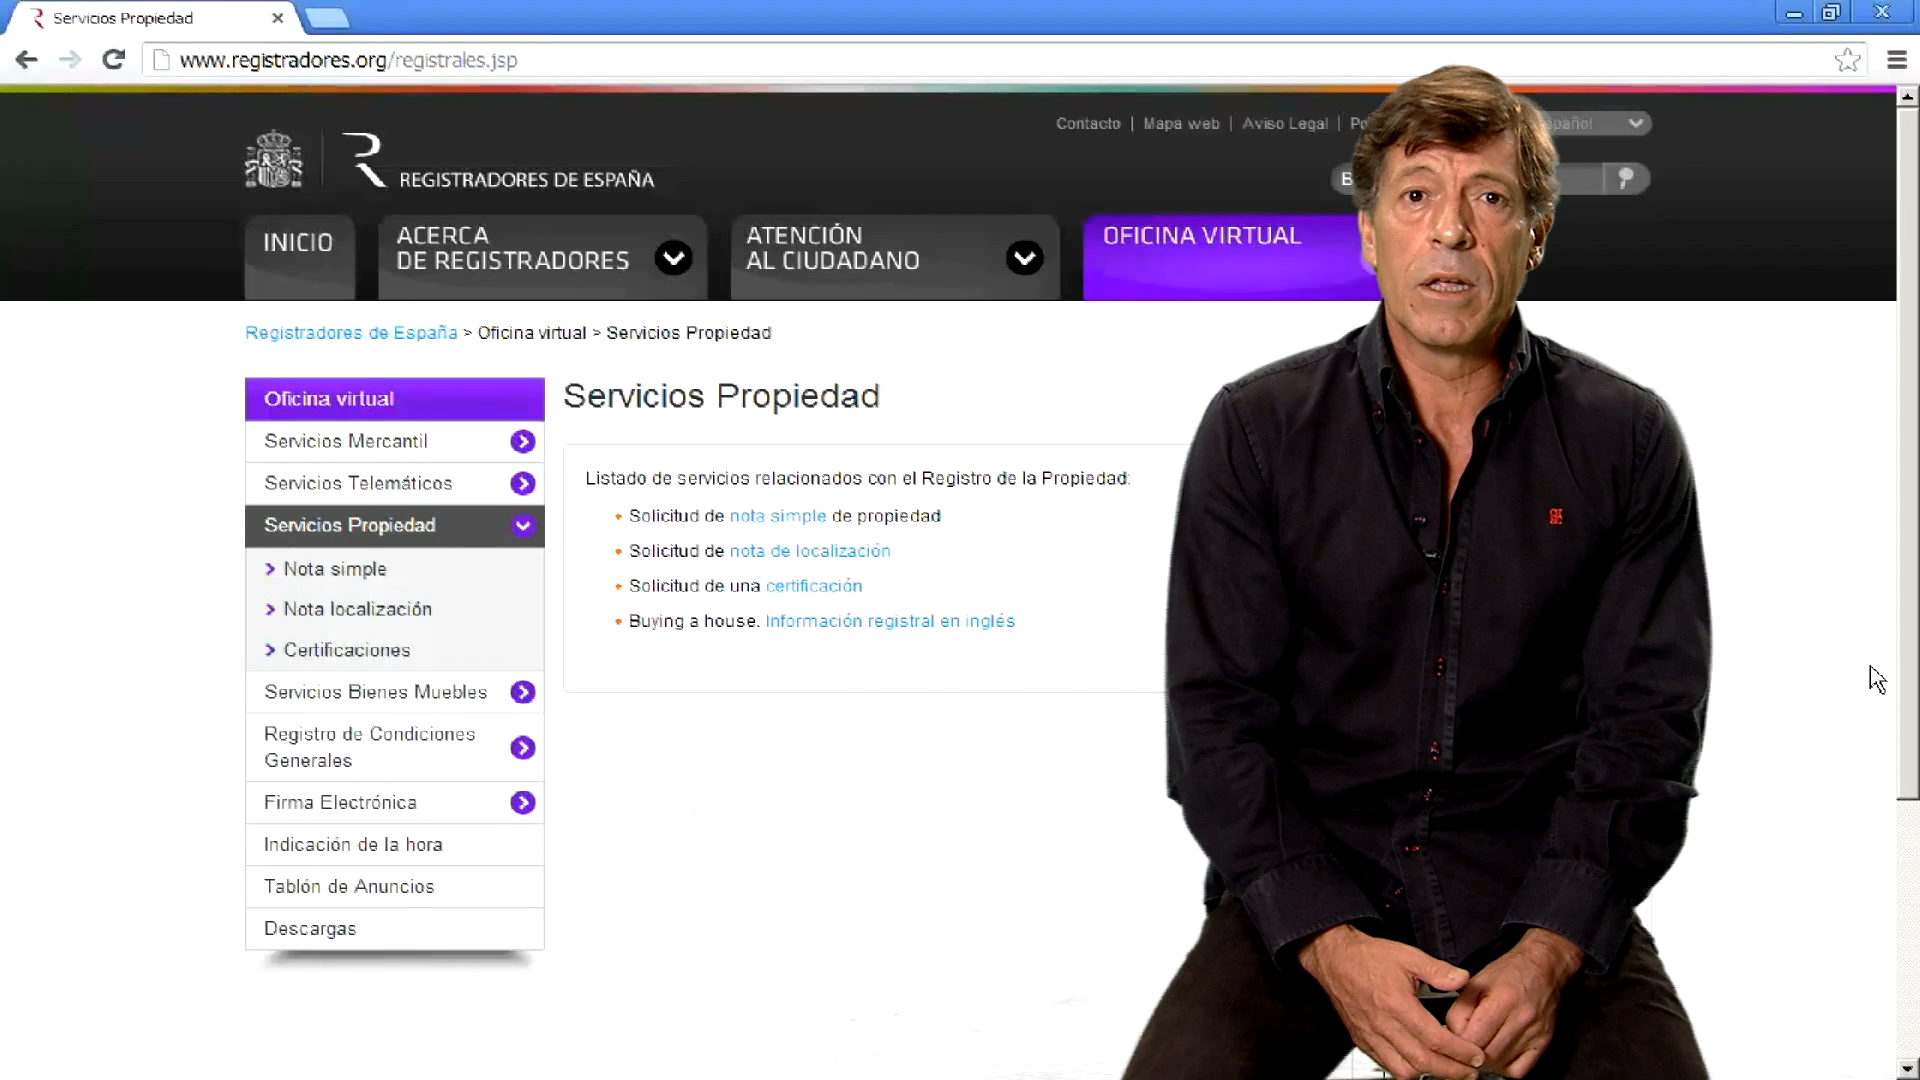 Servicios Propiedad
www.registradores.org/registrales.jsp
Contacto | Mapa web | Aviso Legal |
REGISTRADORES DE ESPAÑA
INICIO
ACERCA
DE REGISTRADORES
ATENCIÓN
AL CIUDADANO
OFICINA VIRTUAL
Registradores de España > Oficina virtual > Servicios Propiedad
Oficina virtual
Servicios Mercantil
Servicios Telemáticos
Servicios Propiedad
Nota simple
Nota localización
Certificaciones
Servicios Bienes Muebles
Registro de Condiciones
Generales
Firma Electrónica
Indicación de la hora
Tablón de Anuncios
Descargas
Servicios Propiedad
Listado de servicios relacionados con el Registro de la Propiedad:
Solicitud de nota simple de propiedad
Solicitud de nota de localización
Solicitud de una certificación
Buying a house. Información registral en inglés